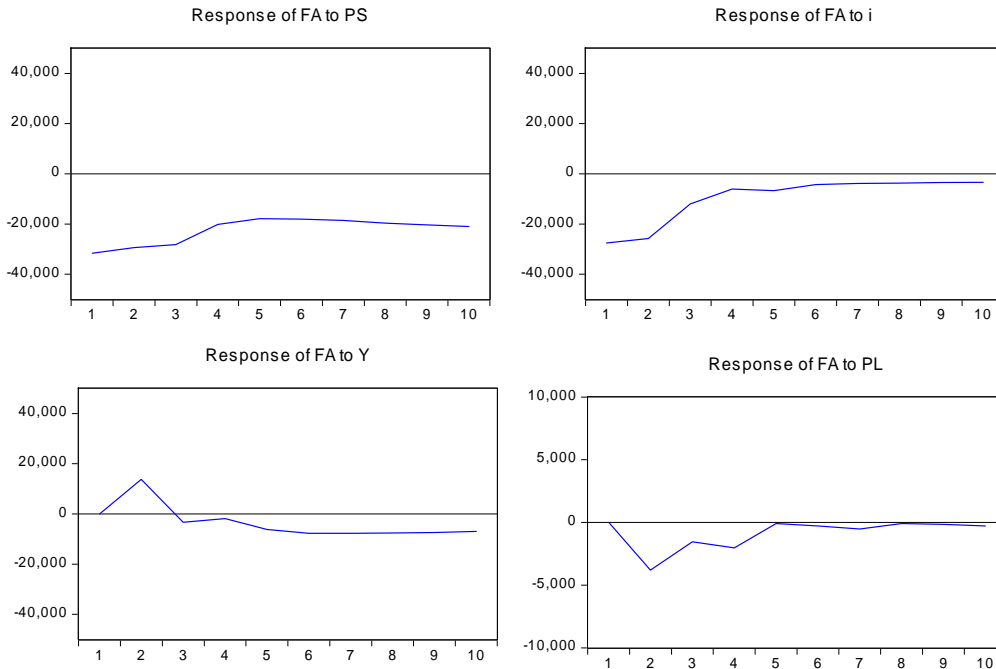 Response of FA to PS
40,000
20,000
0
-20,000
-40,000
1 2 3 4 5 6 7 8 9 10
Response of FA to i
40,000
20,000
0
-20,000
-40,000
1 2 3 4 5 6 7 8 9 10
Response of FA to Y
40,000
20,000
0
-20,000
-40,000
1 2 3 4 5 6 7 8 9 10
Response of FA to PL
10,000
5,000
0
-5,000
-10,000
1 2 3 4 5 6 7 8 9 10